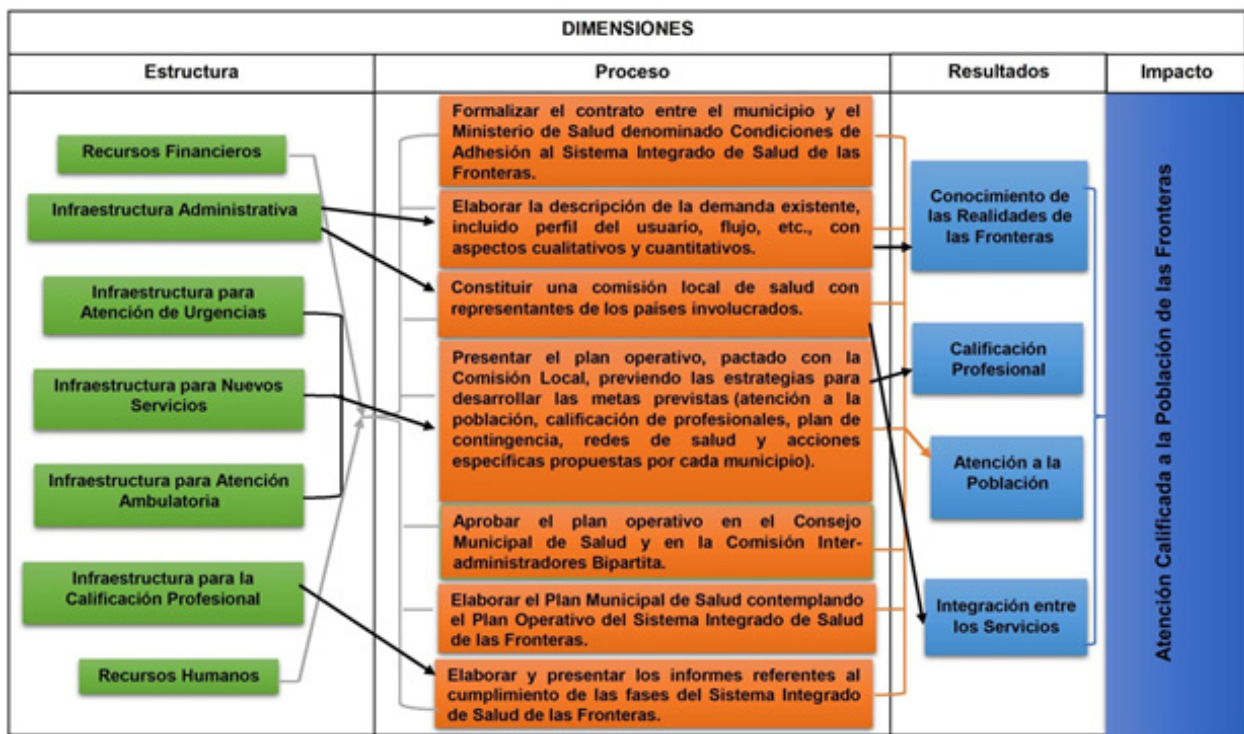 DIMENSIONES
Estructura
Proceso
Resultados
Impacto
Recursos Financieros
Infraestructura Administrativa
Infraestructura para
Atención de Urgencias
Infraestructura para Nuevos
Servicios
Infraestructura para Atención
Ambulatoria
Infraestructura para la
Calificación Profesional
Recursos Humanos
Formalizar el contrato entre el municipio y el
Ministerio de Salud denominado Condiciones de
Adhesión al Sistema Integrado de Salud de las
Fronteras.
Elaborar la descripción de la demanda existente,
incluido perfil del usuario, flujo, etc., con
aspectos cualitativos y cuantitativos.
Constituir una comisión local de salud con
representantes de los países involucrados.
Presentar el plan operativo, pactado con la
Comisión Local, previendo las estrategias para
desarrollar las metas previstas (atención a la
población, calificación de profesionales, plan de
contingencia, redes de salud y acciones
específicas propuestas por cada municipio).
Aprobar el plan operativo en el Consejo
Municipal de Salud y en la Comisión Inter-
administradores Bipartita.
Elaborar el Plan Municipal de Salud contemplando
el Plan Operativo del Sistema Integrado de Salud
de las Fronteras.
Elaborar y presentar los informes referentes al
cumplimiento de las fases del Sistema Integrado
de Salud de las Fronteras.
Conocimiento de
las Realidades de
las Fronteras
Calificación
Profesional
Atención a la
Población
Integración entre
los Servicios
Atención Calificada a la Población de las Fronteras